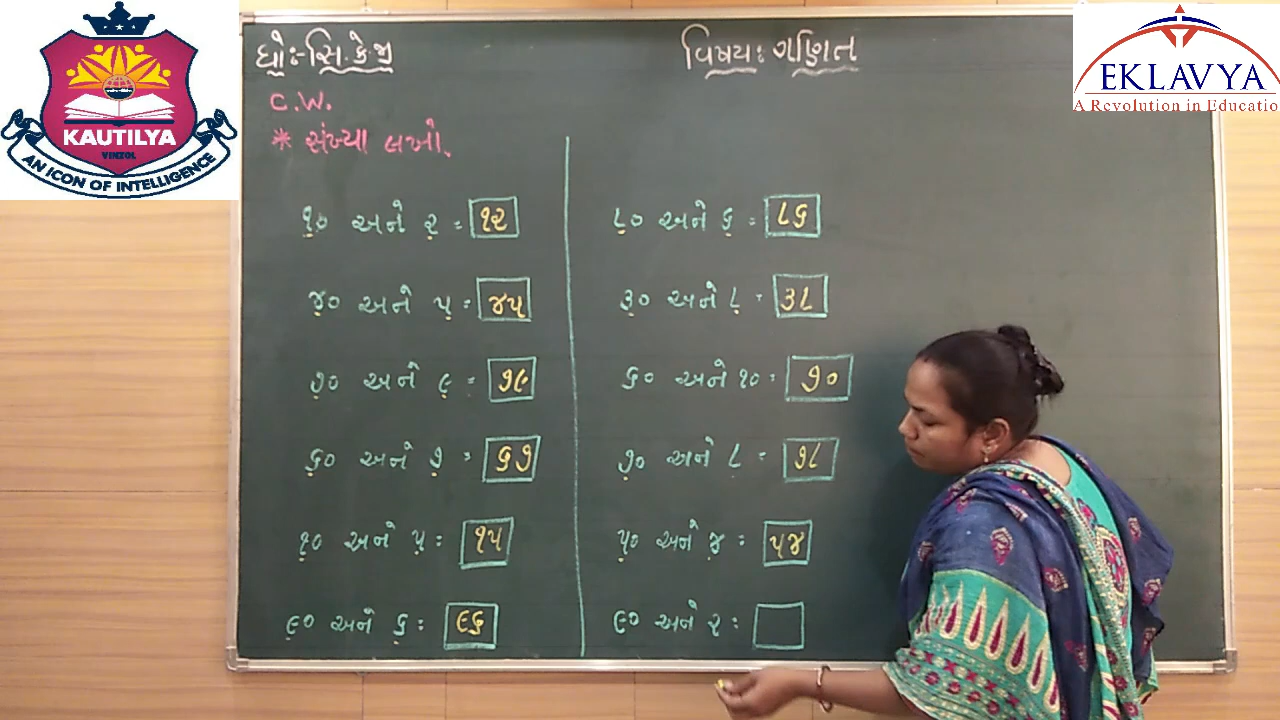 KAUTILYA
VINZOL
AN ICON OF INTELLIGENCE
EKLAVYA
A Revolution in Educatio
ધો:-સિ.કે.જી
વિષય: ગણિત
C.W.
* સંખ્યા લખો.
૧૦ અને ૨ = ૧૨
૪૦ અને ૫ = ૪૫
૭૦ અને ૯ = ૭૯
૬૦ અને ૭ = ૬૭
૧૦ અને ૫ = ૧૫
૯૦ અને ૬ = ૯૬
૮૦ અને ૬ = ૮૬
૩૦ અને ૮ = ૩૮
૬૦ અને ૧૦ = ૭૦
૭૦ અને ૮ = ૭૮
૫૦ અને ૪ = ૫૪
૯૦ અને ૨ =